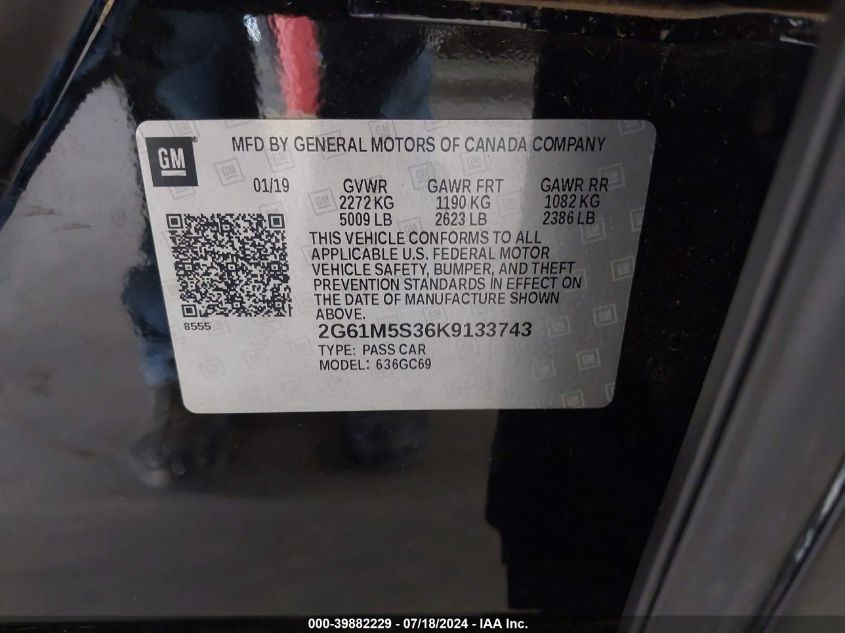 GM
MFD BY GENERAL MOTORS OF CANADA COMPANY
01/19 GVWR GAWR FRT GAWR RR
2272 KG 1190 KG 1082 KG
5009 LB 2623 LB 2386 LB
THIS VEHICLE CONFORMS TO ALL
APPLICABLE U.S. FEDERAL MOTOR
VEHICLE SAFETY, BUMPER, AND THEFT
PREVENTION STANDARDS IN EFFECT ON
THE DATE OF MANUFACTURE SHOWN
ABOVE.
8555
2G61M5S36K9133743
TYPE: PASS CAR
MODEL: 636GC69
000-39882229 - 07/18/2024 - IAA Inc.